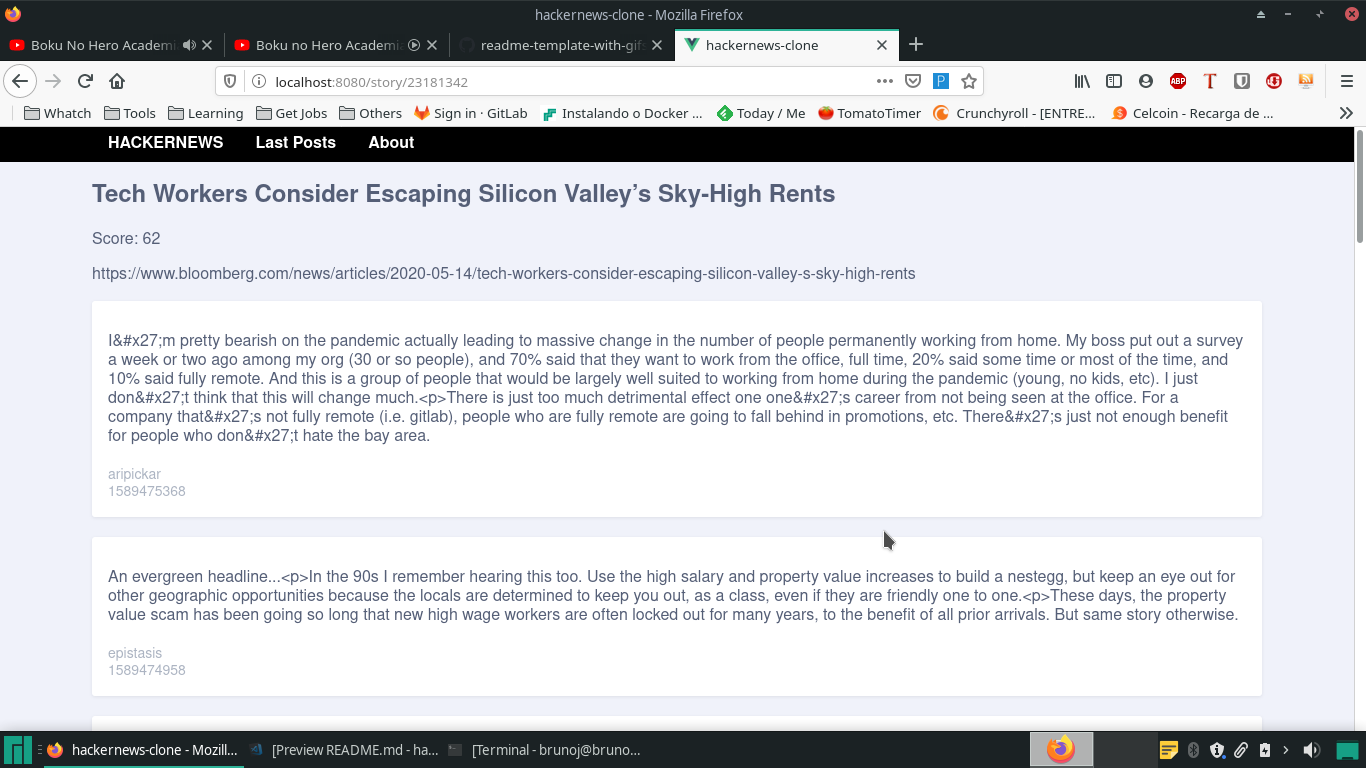 hackernews-clone - Mozilla Firefox
Boku No Hero Academi
Boku no Hero Academia
readme-template-with-gifs
hackernews-clone
localhost:8080/story/23181342
Whatch
Tools
Learning
Get Jobs
Others
Sign in · GitLab
Instalando o Docker ...
Today / Me
TomatoTimer
Crunchyroll - [ENTRE...
Celcoin - Recarga de ...
HACKERNEWS
Last Posts
About
Tech Workers Consider Escaping Silicon Valley’s Sky-High Rents
Score: 62
https://www.bloomberg.com/news/articles/2020-05-14/tech-workers-consider-escaping-silicon-valley-s-sky-high-rents
I&#x27;m pretty bearish on the pandemic actually leading to massive change in the number of people permanently working from home. My boss put out a survey
a week or two ago among my org (30 or so people), and 70% said that they want to work from the office, full time, 20% said some time or most of the time, and
10% said fully remote. And this is a group of people that would be largely well suited to working from home during the pandemic (young, no kids, etc). I just
don&#x27;t think that this will change much.<p>There is just too much detrimental effect one one&#x27;s career from not being seen at the office. For a
company that&#x27;s not fully remote (i.e. gitlab), people who are fully remote are going to fall behind in promotions, etc. There&#x27;s just not enough benefit
for people who don&#x27;t hate the bay area.
aripickar
1589475368
An evergreen headline...<p>In the 90s I remember hearing this too. Use the high salary and property value increases to build a nestegg, but keep an eye out for
other geographic opportunities because the locals are determined to keep you out, as a class, even if they are friendly one to one.<p>These days, the property
value scam has been going so long that new high wage workers are often locked out for many years, to the benefit of all prior arrivals. But same story otherwise.
epistasis
1589474958
hackernews-clone - Mozill...
[Preview README.md - ha...
[Terminal - brunoj@bruno...